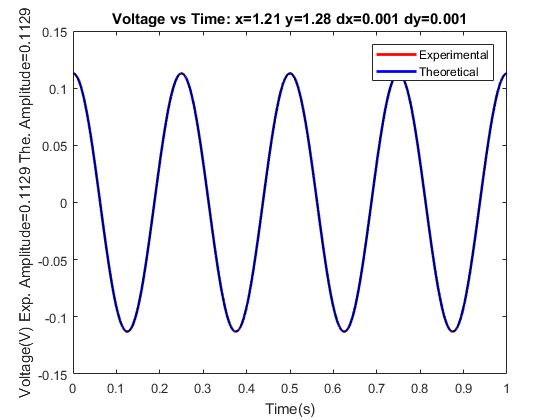 Voltage vs Time: x=1.21 y=1.28 dx=0.001 dy=0.001
Voltage(V) Exp. Amplitude=0.1129 The. Amplitude=0.1129
0.15
0.1
0.05
0
-0.05
-0.1
-0.15
Experimental
Theoretical
0 0.1 0.2 0.3 0.4 0.5 0.6 0.7 0.8 0.9 1
Time(s)